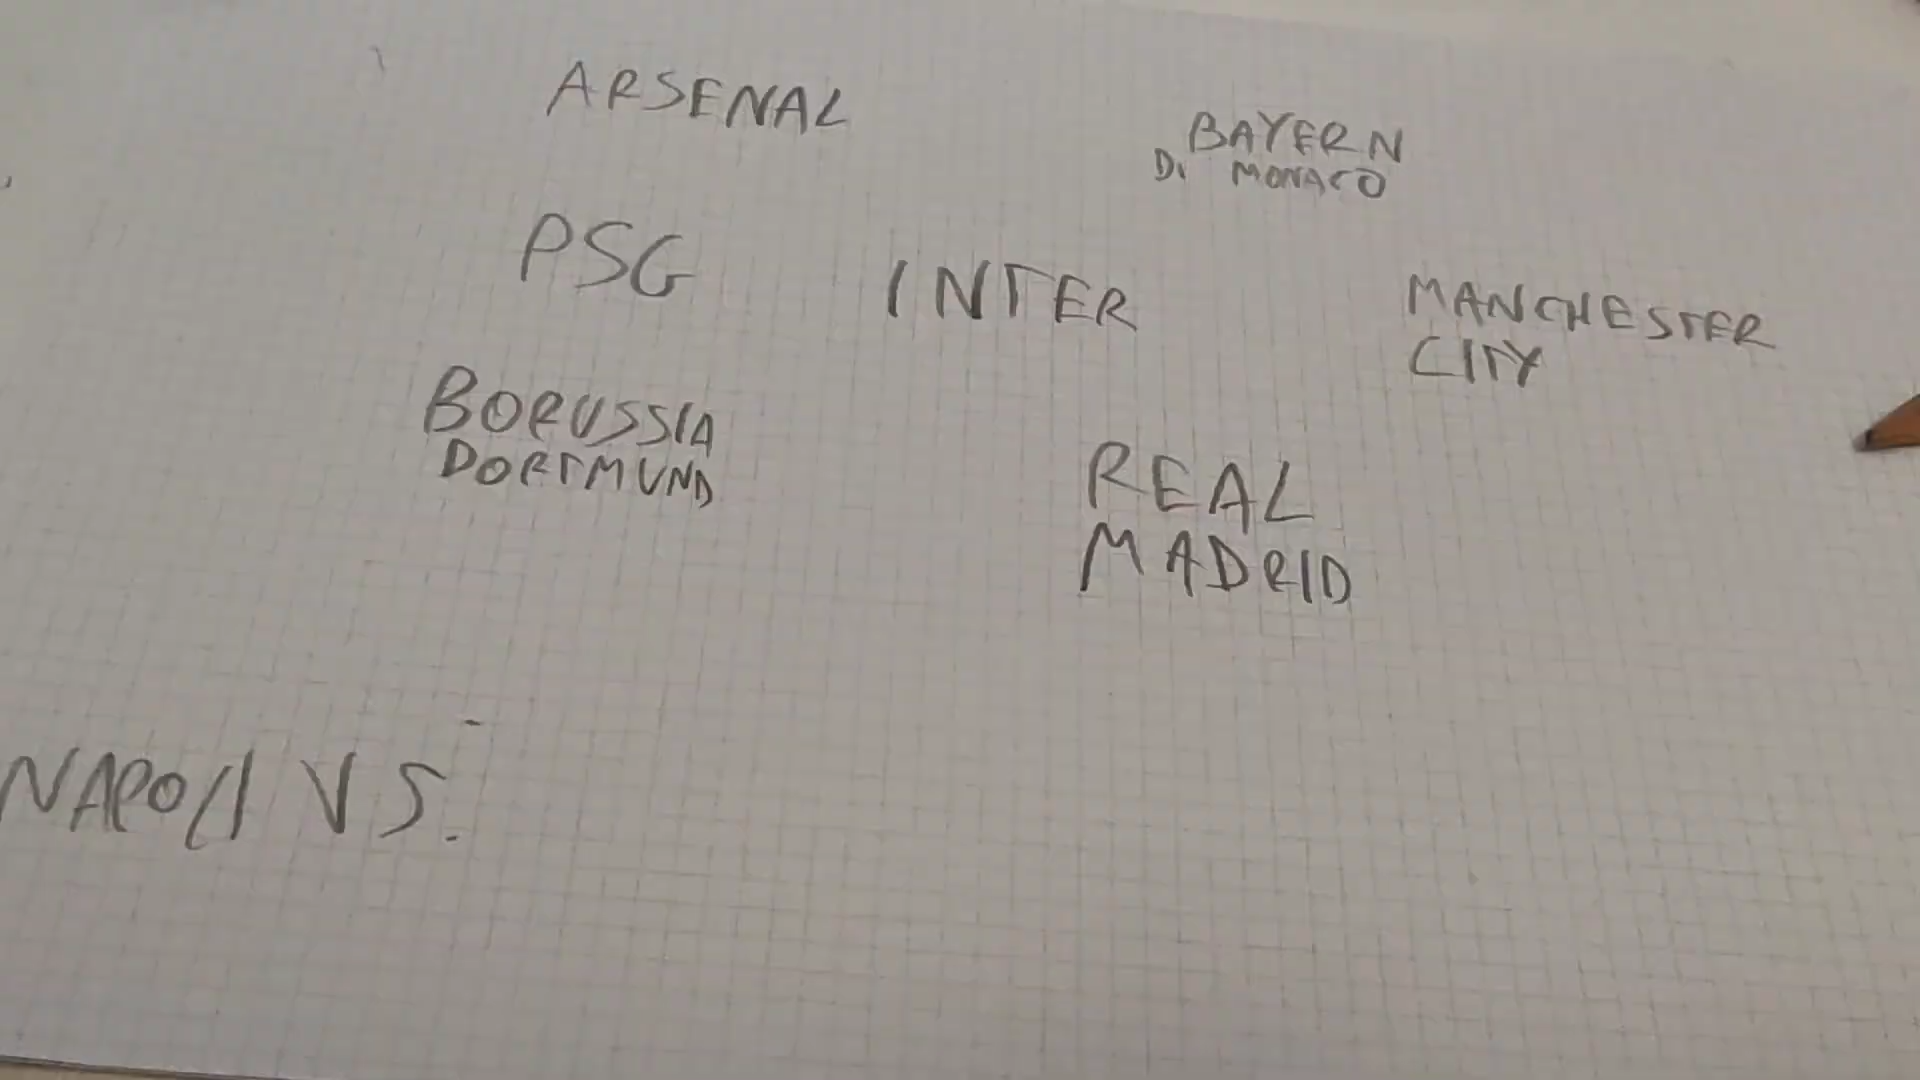 ARSENAL
BAYERN
DI MONACO
PSG
INTER
MANCHESTER
CITY
BORUSSIA
DORTMUND
REAL
MADRID
NAPOLI VS.